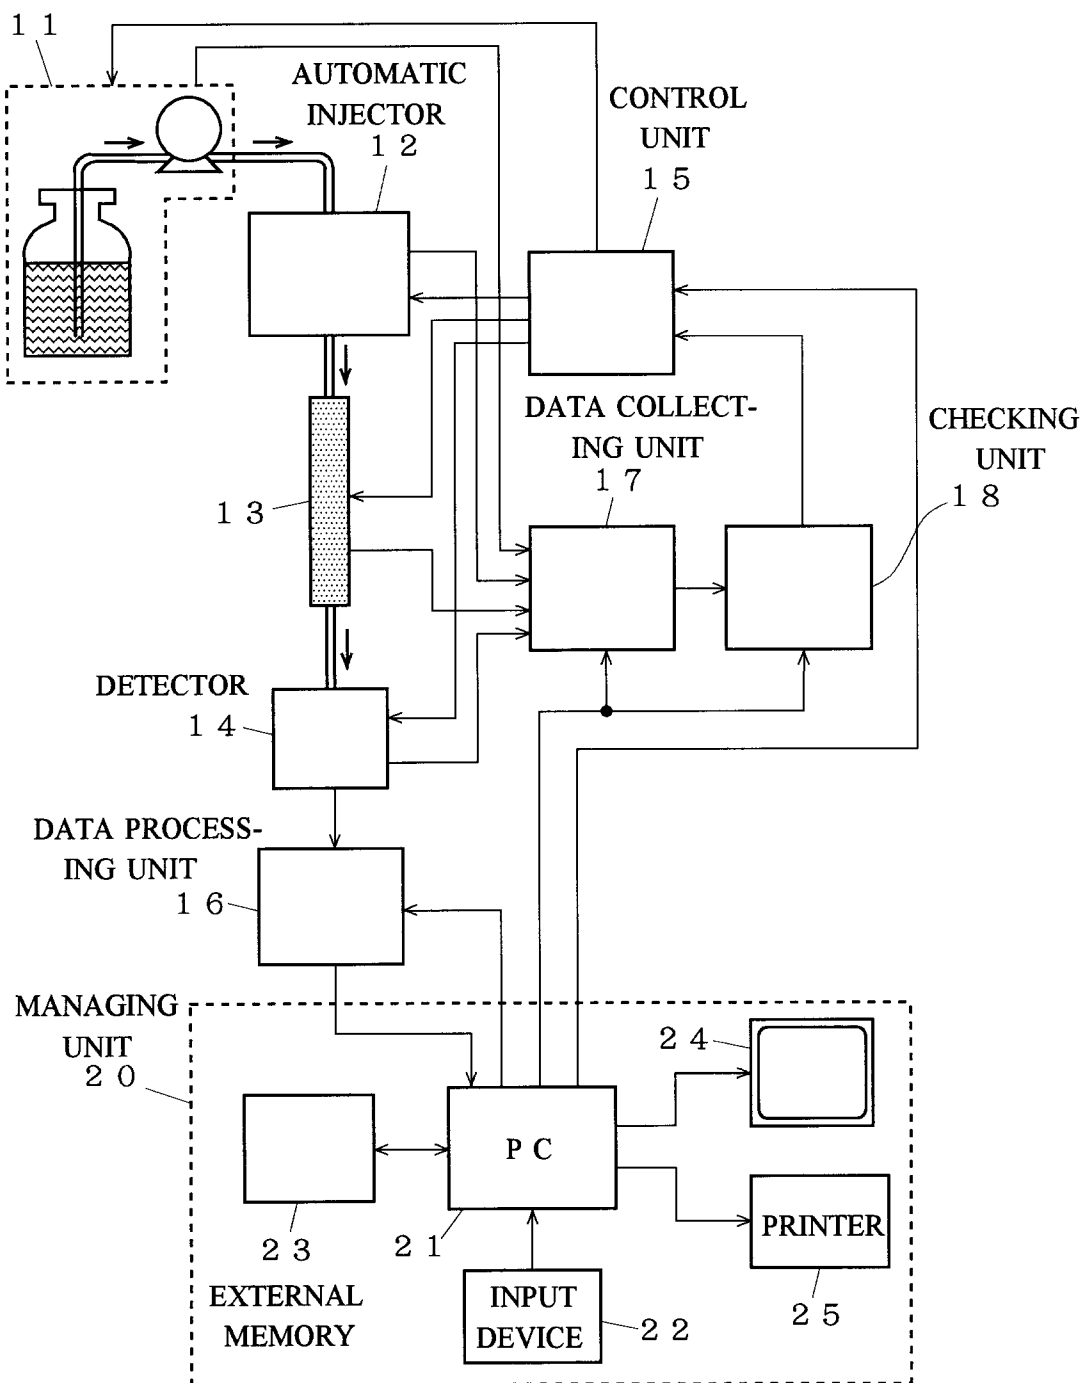 1 1
AUTOMATIC
INJECTOR
1 2
CONTROL
UNIT
1 5
DATA COLLECT-
ING UNIT
1 7
CHECKING
UNIT
1 8
1 3
DETECTOR
1 4
DATA PROCESS-
ING UNIT
1 6
MANAGING
UNIT
2 0
2 4
P C
2 1
2 3
EXTERNAL
MEMORY
PRINTER
2 5
INPUT
DEVICE
2 2